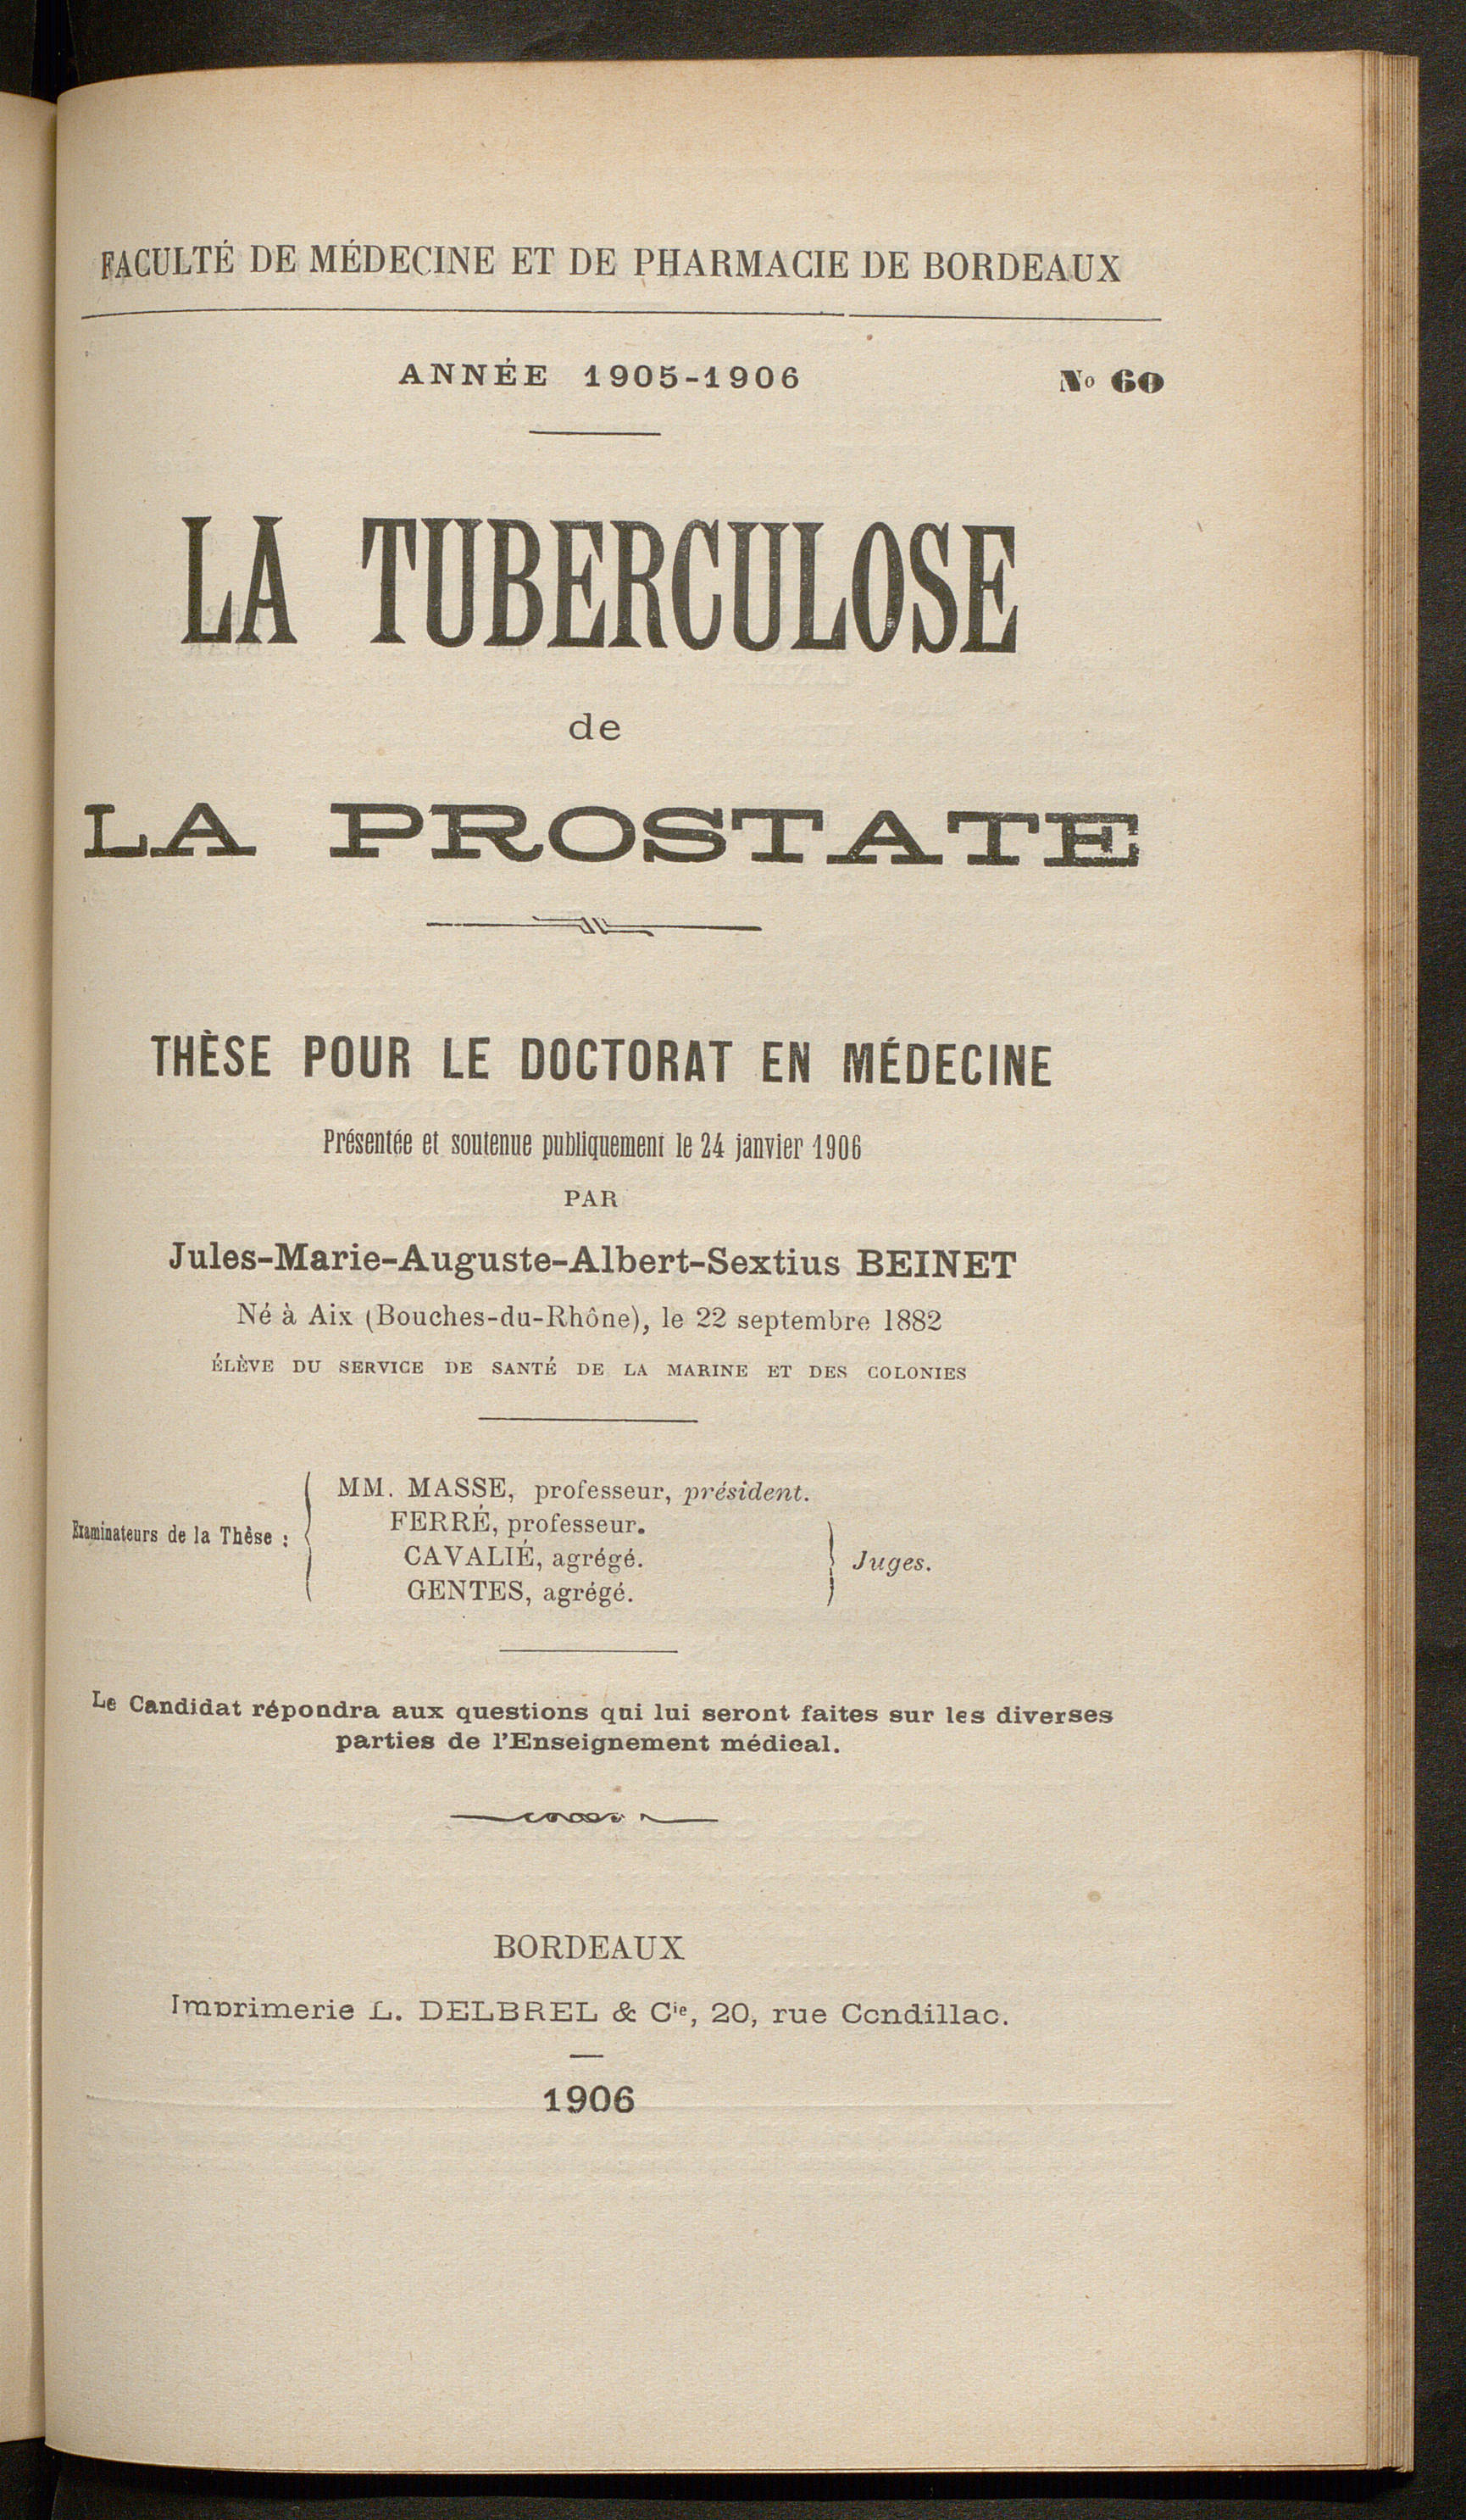 FACULTÉ DE MÉDECINE ET DE PHARMACIE DE BORDEAUX
ANNÉE 1905-1906 No 60
LA TUBERCULOSE
de
LA PROSTATE
THÈSE POUR LE DOCTORAT EN MÉDECINE
Présentée et soutenue publiquement le 24 janvier 1906
PAR
Jules-Marie-Auguste-Albert-Sextius BEINET
Né à Aix (Bouches-du-Rhône), le 22 septembre 1882
ÉLÈVE DU SERVICE DE SANTÉ DE LA MARINE ET DES COLONIES
MM. MASSE, professeur, président.
FERRÉ, professeur.
Examinateurs de la Thèse :
CAVALIÉ, agrégé.
Juges.
GENTES, agrégé.
Le Candidat répondra aux questions qui lui seront faites sur les diverses
parties de l'Enseignement médical.
BORDEAUX
Imprimerie L. DELBREL & Cie, 20, rue Condillac.
1906